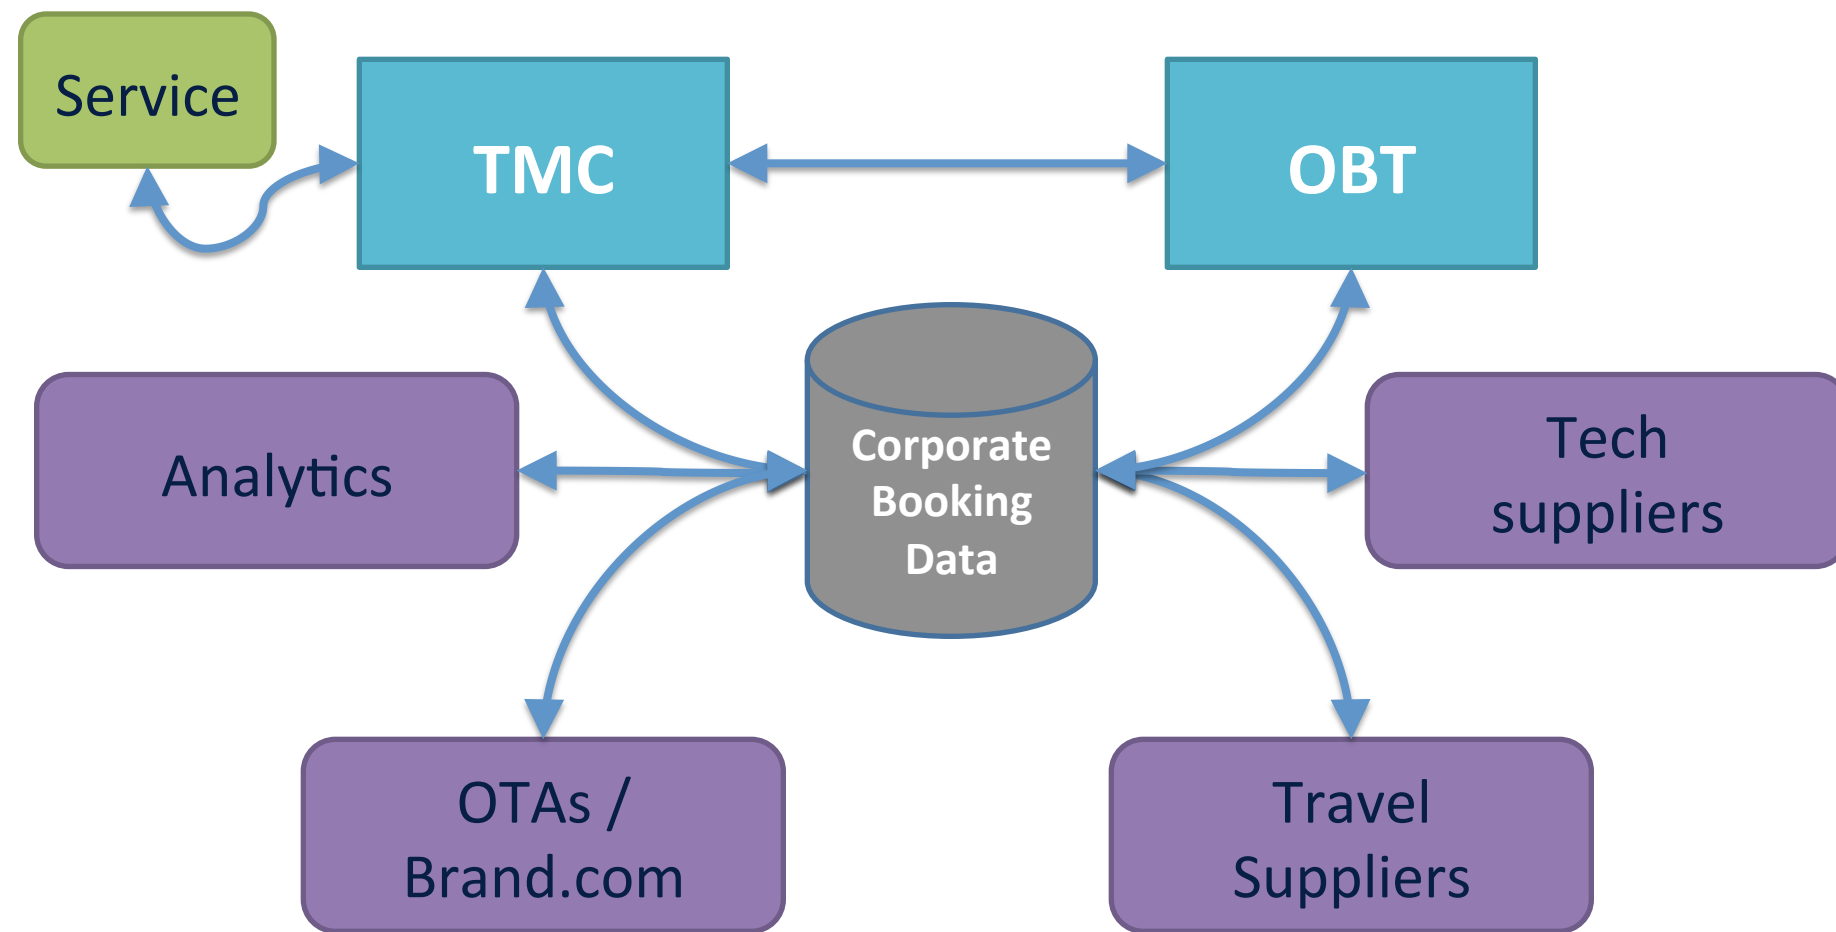 Service
TMC
OBT
Analytics
Corporate
Booking
Data
Tech
suppliers
OTAs /
Brand.com
Travel
Suppliers